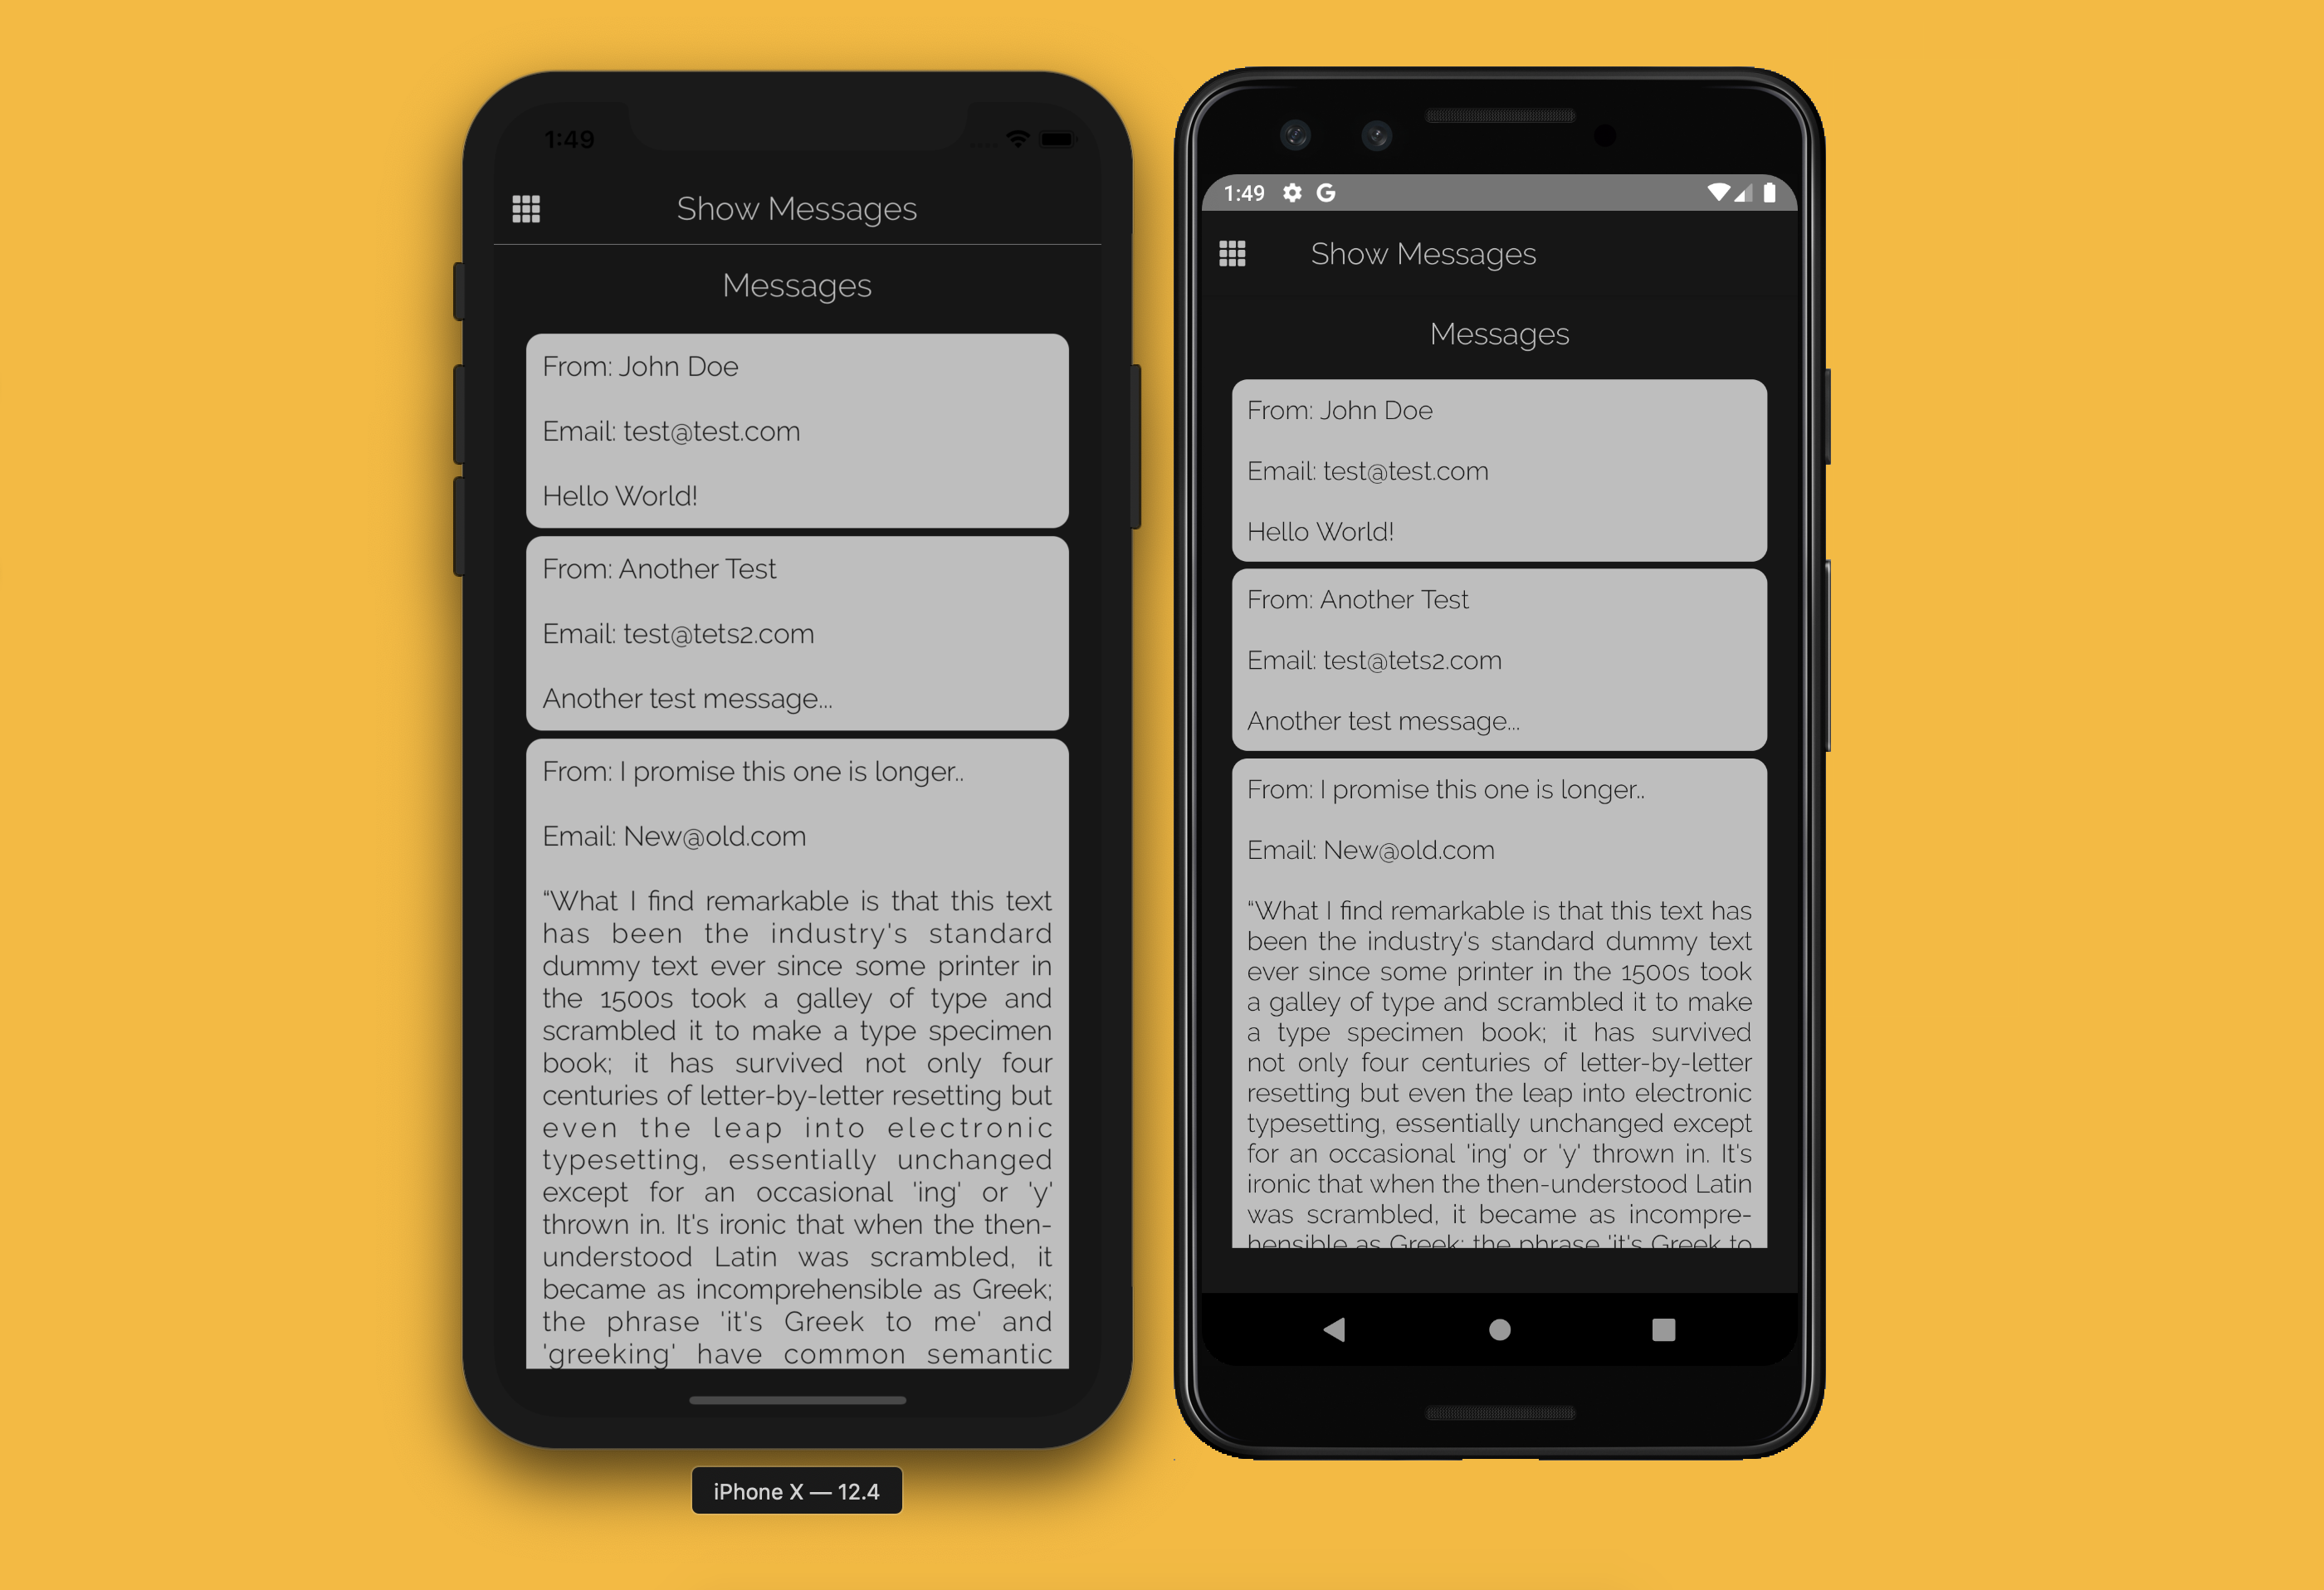 1:49
Show Messages
Messages
From: John Doe
Email: test@test.com
Hello World!
From: Another Test
Email: test@tets2.com
Another test message...
From: I promise this one is longer..
Email: New@old.com
“What I find remarkable is that this text
has been the industry's standard
dummy text ever since some printer in
the 1500s took a galley of type and
scrambled it to make a type specimen
book; it has survived not only four
centuries of letter-by-letter resetting but
even the leap into electronic
typesetting, essentially unchanged
except for an occasional 'ing' or 'y'
thrown in. It's ironic that when the then-
understood Latin was scrambled, it
became as incomprehensible as Greek;
the phrase 'it's Greek to me' and
'greeking' have common semantic
iPhone X — 12.4
1:49 G
Show Messages
Messages
From: John Doe
Email: test@test.com
Hello World!
From: Another Test
Email: test@tets2.com
Another test message...
From: I promise this one is longer..
Email: New@old.com
“What I find remarkable is that this text has
been the industry's standard dummy text
ever since some printer in the 1500s took
a galley of type and scrambled it to make
a type specimen book; it has survived
not only four centuries of letter-by-letter
resetting but even the leap into electronic
typesetting, essentially unchanged except
for an occasional 'ing' or 'y' thrown in. It's
ironic that when the then-understood Latin
was scrambled, it became as incompre-
hensible as Greek; the phrase 'it's Greek to